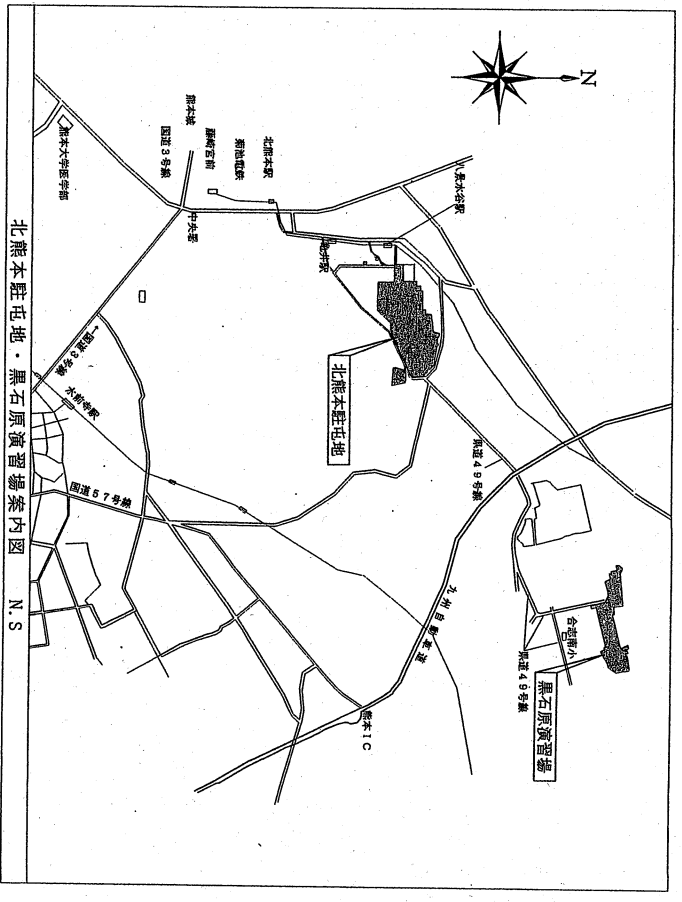 N
八景水谷駅
北熊本駅
菊池電鉄
藤崎宮前
熊本城
国道3号線
熊本大学医学部
中央署
亀井駅
北熊本駐屯地
←国道3号線
水前寺駅
国道57号線
県道49号線
九州自動車道
合志南小
県道49号線
黒石原演習場
熊本IC
北熊本駐屯地・黒石原演習場案内図 N.S